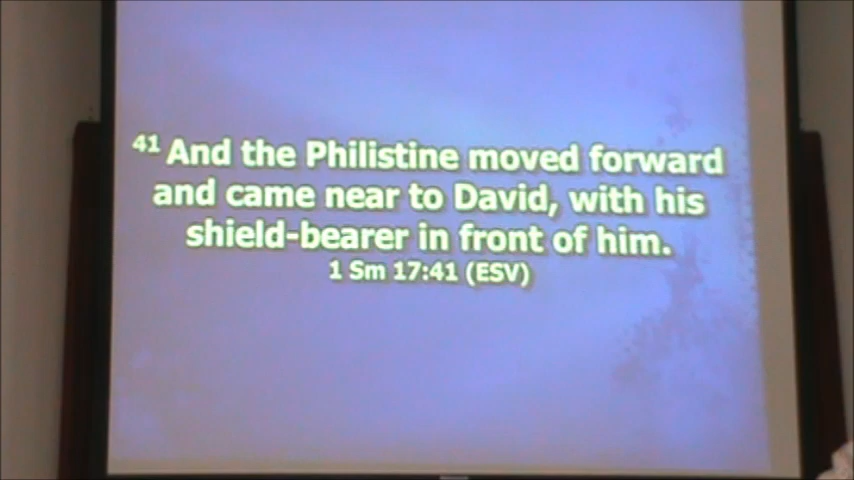 41 And the Philistine moved forward
and came near to David, with his
shield-bearer in front of him.
1 Sm 17:41 (ESV)